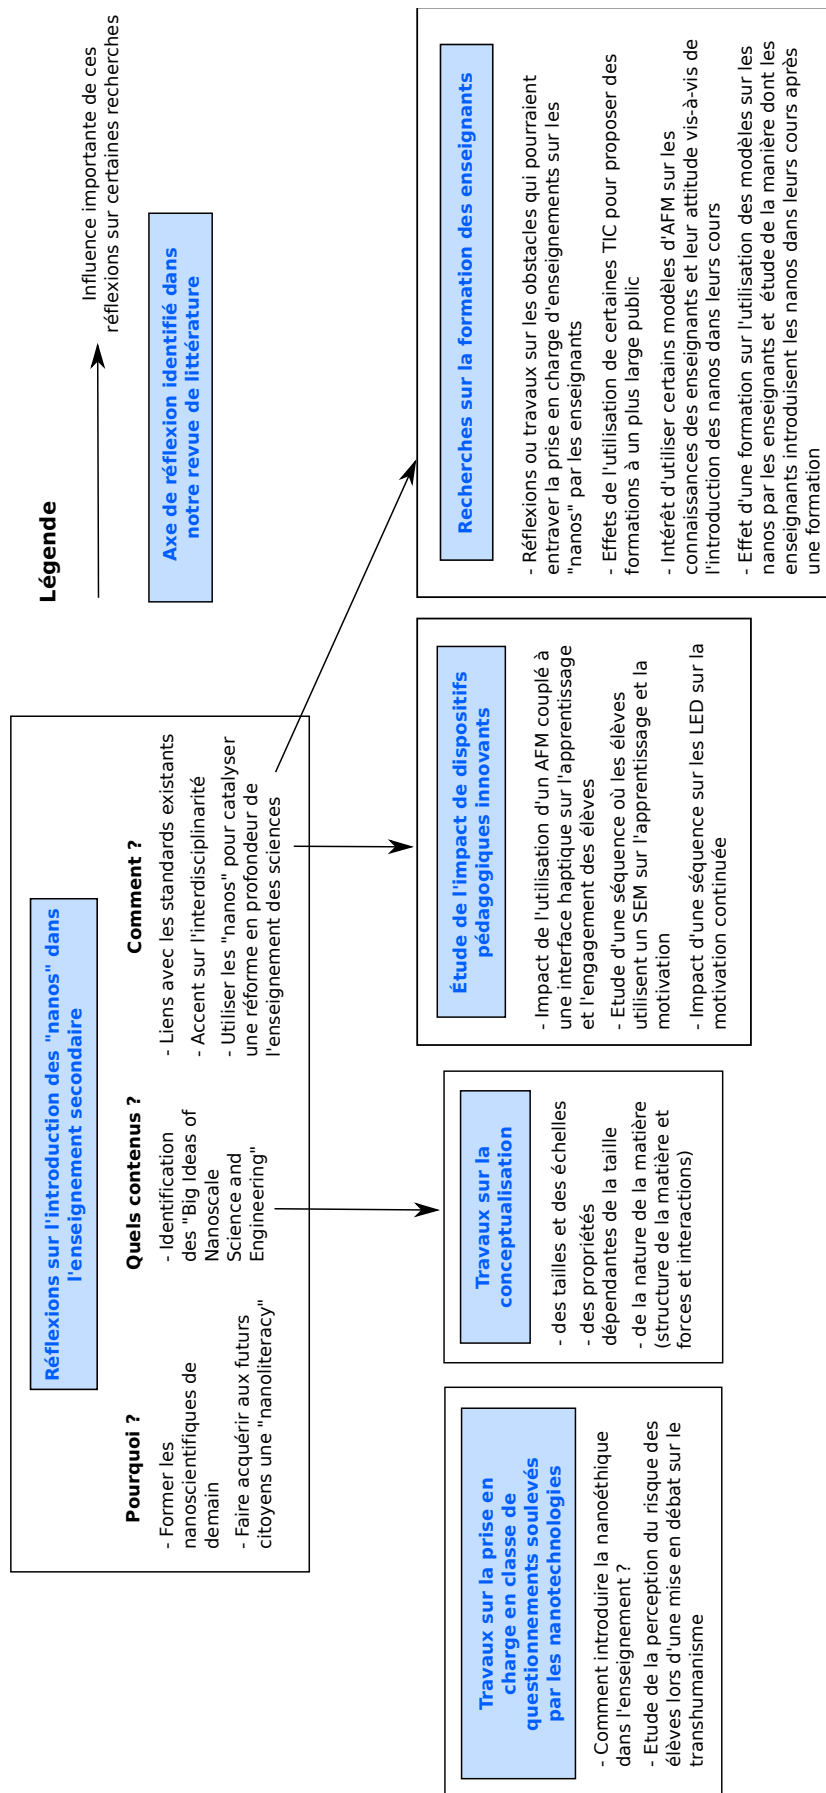 Réflexions sur l'introduction des "nanos" dans
l'enseignement secondaire
Pourquoi ?
- Former les
nanoscientifiques de
demain
- Faire acquérir aux futurs
citoyens une "nanoliteracy"
Quels contenus ?
- Identification
des "Big Ideas of
Nanoscale
Science and
Engineering"
Comment ?
- Liens avec les standards existants
- Accent sur l'interdisciplinarité
- Utiliser les "nanos" pour catalyser
une réforme en profondeur de
l'enseignement des sciences
Légende
Influence importante de ces
réflexions sur certaines recherches
Axe de réflexion identifié dans
notre revue de littérature
Travaux sur la prise en
charge en classe de
questionnements soulevés
par les nanotechnologies
- Comment introduire la nanoéthique
dans l'enseignement ?
- Etude de la perception du risque des
élèves lors d'une mise en débat sur le
transhumanisme
Travaux sur la
conceptualisation
- des tailles et des échelles
- des propriétés
dépendantes de la taille
- de la nature de la matière
(structure de la matière et
forces et interactions)
Étude de l'impact de dispositifs
pédagogiques innovants
- Impact de l'utilisation d'un AFM couplé à
une interface haptique sur l'apprentissage
et l'engagement des élèves
- Etude d'une séquence où les élèves
utilisent un SEM sur l'apprentissage et la
motivation
- Impact d'une séquence sur les LED sur la
motivation continuée
Recherches sur la formation des enseignants
- Réflexions ou travaux sur les obstacles qui pourraient
entraver la prise en charge d'enseignements sur les
"nanos" par les enseignants
- Effets de l'utilisation de certaines TIC pour proposer des
formations à un plus large public
- Intérêt d'utiliser certains modèles d'AFM sur les
connaissances des enseignants et leur attitude vis-à-vis de
l'introduction des nanos dans leurs cours
- Effet d'une formation sur l'utilisation des modèles sur les
nanos par les enseignants et étude de la manière dont les
enseignants introduisent les nanos dans leurs cours après
une formation